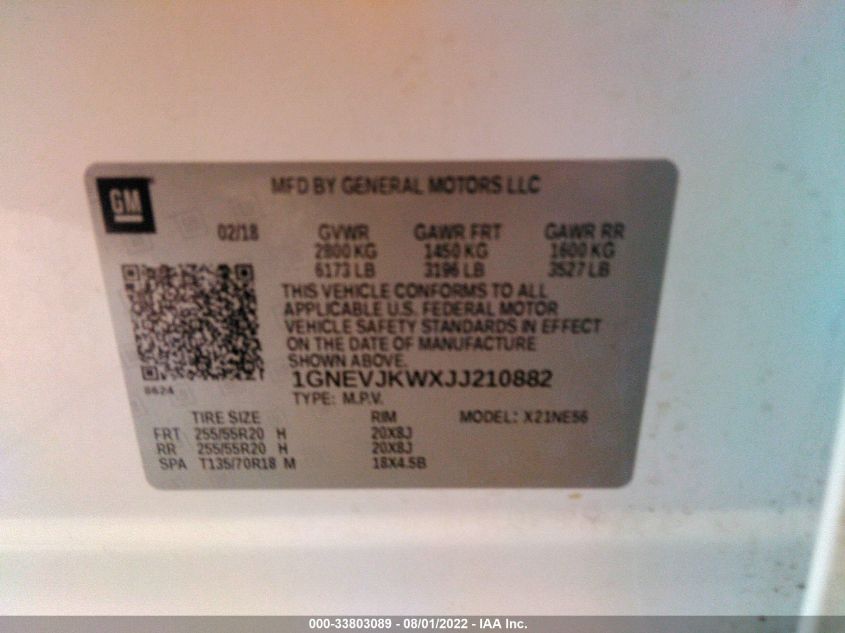 GM
MFD BY GENERAL MOTORS LLC
02/18 GVWR GAWR FRT GAWR RR
2800 KG 1450 KG 1600 KG
6173 LB 3196 LB 3527 LB
THIS VEHICLE CONFORMS TO ALL
APPLICABLE U.S. FEDERAL MOTOR
VEHICLE SAFETY STANDARDS IN EFFECT
ON THE DATE OF MANUFACTURE
SHOWN ABOVE.
8624
1GNEVJKWXJJ210882
TYPE: M.P.V.
TIRE SIZE RIM MODEL: X21NE56
FRT 255/55R20 H 20X8J
RR 255/55R20 H 20X8J
SPA T135/70R18 M 18X4.5B
000-33803089 - 08/01/2022 - IAA Inc.